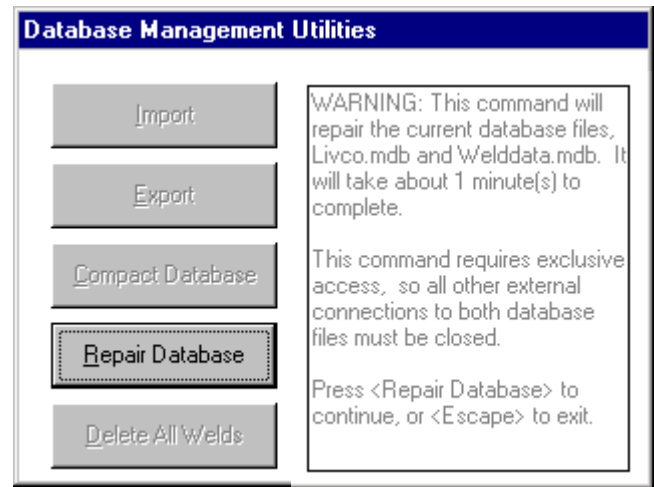 Database Management Utilities
Import
Export
Compact Database
Repair Database
Delete All Welds
WARNING: This command will
repair the current database files,
Livco.mdb and Welddata.mdb.  It
will take about 1 minute(s) to
complete.
This command requires exclusive
access,  so all other external
connections to both database
files must be closed.
Press <Repair Database> to
continue, or <Escape> to exit.